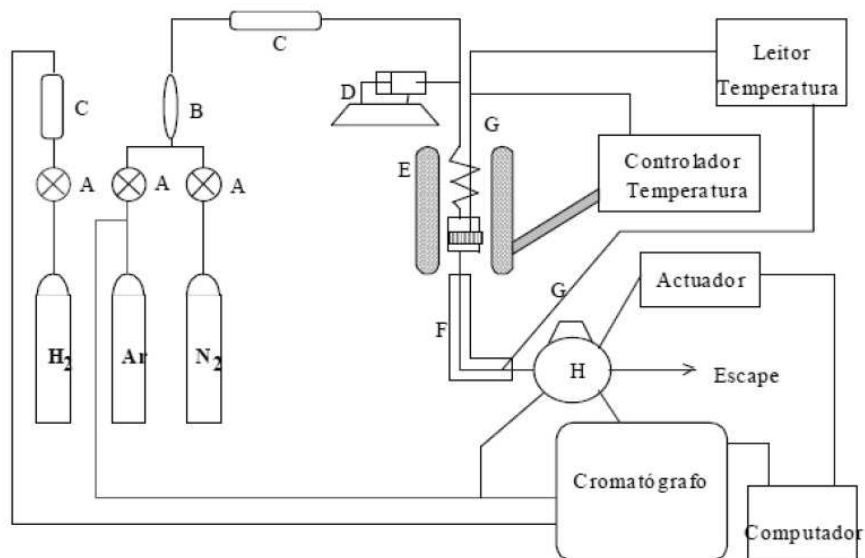 C
Leitor
Temperatura
C
B
D
G
A
A
A
E
Controlador
Temperatura
G
Actuador
F
H₂
Ar
N₂
H
Escape
Cromatógrafo
Computador